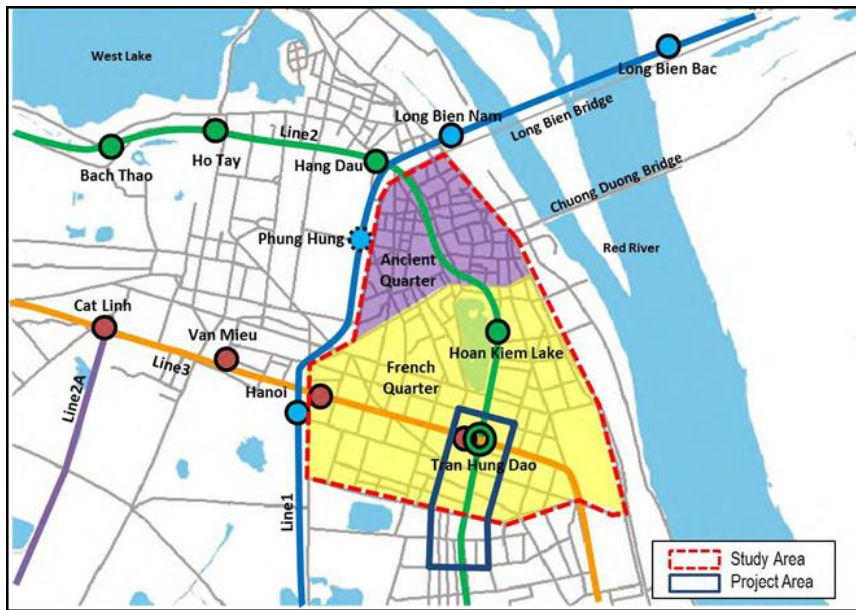 West Lake
Long Bien Bac
Long Bien Nam
Long Bien Bridge
Line2
Bach Thao
Ho Tay
Hang Dau
Chuong Duong Bridge
Phung Hung
Red River
Ancient
Quarter
Cat Linh
Van Mieu
Hoan Kiem Lake
Line3
French
Quarter
Hanoi
Line2A
Tran Hung Dao
Line1
Study Area
Project Area